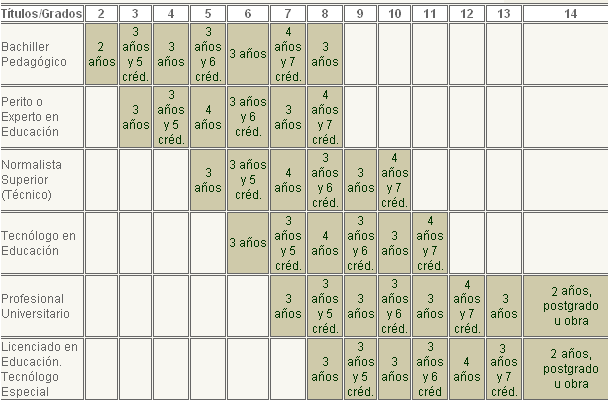 Títulos/Grados 2 3 4 5 6 7 8 9 10 11 12 13 14
Bachiller
Pedagógico
2
años
3
años
y 5
créd.
3
años
3
años
y 6
créd.
3 años
4
años
y 7
créd.
3
años
Perito o
Experto en
Educación
3
años
3
años
y 5
créd.
4
años
3 años
y 6
créd.
3
años
4
años
y 7
créd.
Normalista
Superior
(Técnico)
3
años
3 años
y 5
créd.
4
años
3
años
y 6
créd.
3
años
4
años
y 7
créd.
Tecnólogo en
Educación
3 años
3
años
y 5
créd.
4
años
3
años
y 6
créd.
3
años
4
años
y 7
créd.
Profesional
Universitario
3
años
3
años
y 5
créd.
3
años
3
años
y 6
créd.
3
años
4
años
y 7
créd.
3
años
2 años,
postgrado
u obra
Licenciado en
Educación.
Tecnólogo
Especial
3
años
3
años
y 5
créd.
3
años
3
años
y 6
créd
4
años
3
años
y 7
créd.
2 años,
postgrado
u obra